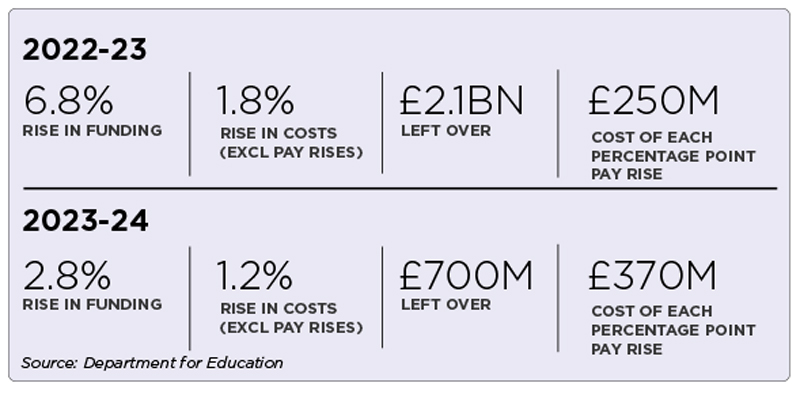 2022-23
6.8%
RISE IN FUNDING
1.8%
RISE IN COSTS
(EXCL PAY RISES)
£2.1BN
LEFT OVER
£250M
COST OF EACH
PERCENTAGE POINT
PAY RISE
2023-24
2.8%
RISE IN FUNDING
1.2%
RISE IN COSTS
(EXCL PAY RISES)
£700M
LEFT OVER
£370M
COST OF EACH
PERCENTAGE POINT
PAY RISE
Source: Department for Education